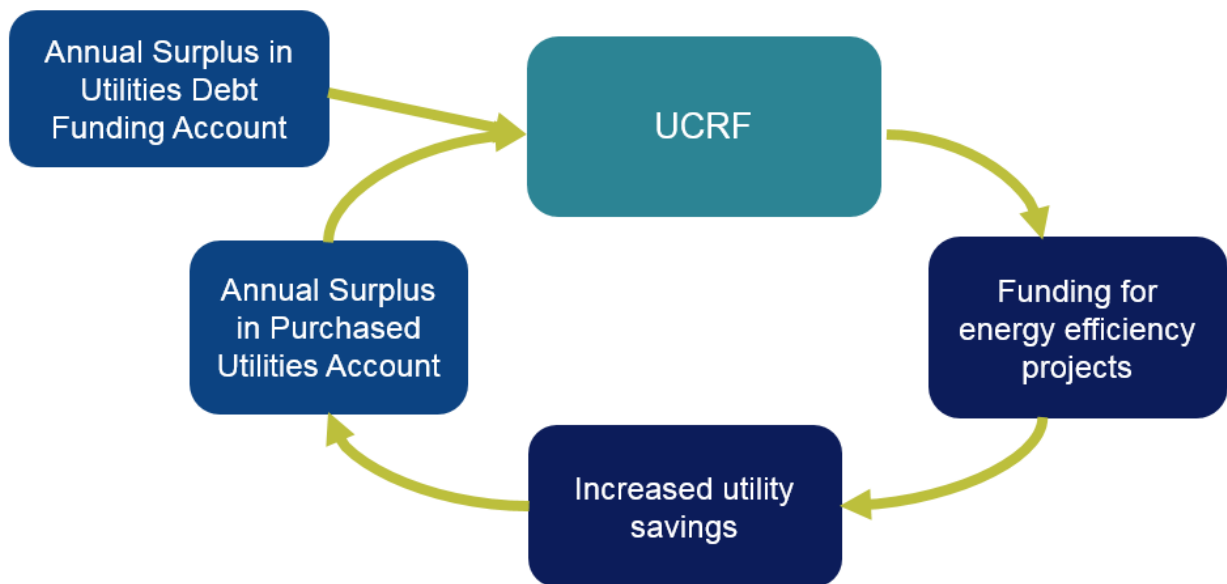 Annual Surplus in
Utilities Debt
Funding Account
UCRF
Annual Surplus
in Purchased
Utilities Account
Funding for
energy efficiency
projects
Increased utility
savings